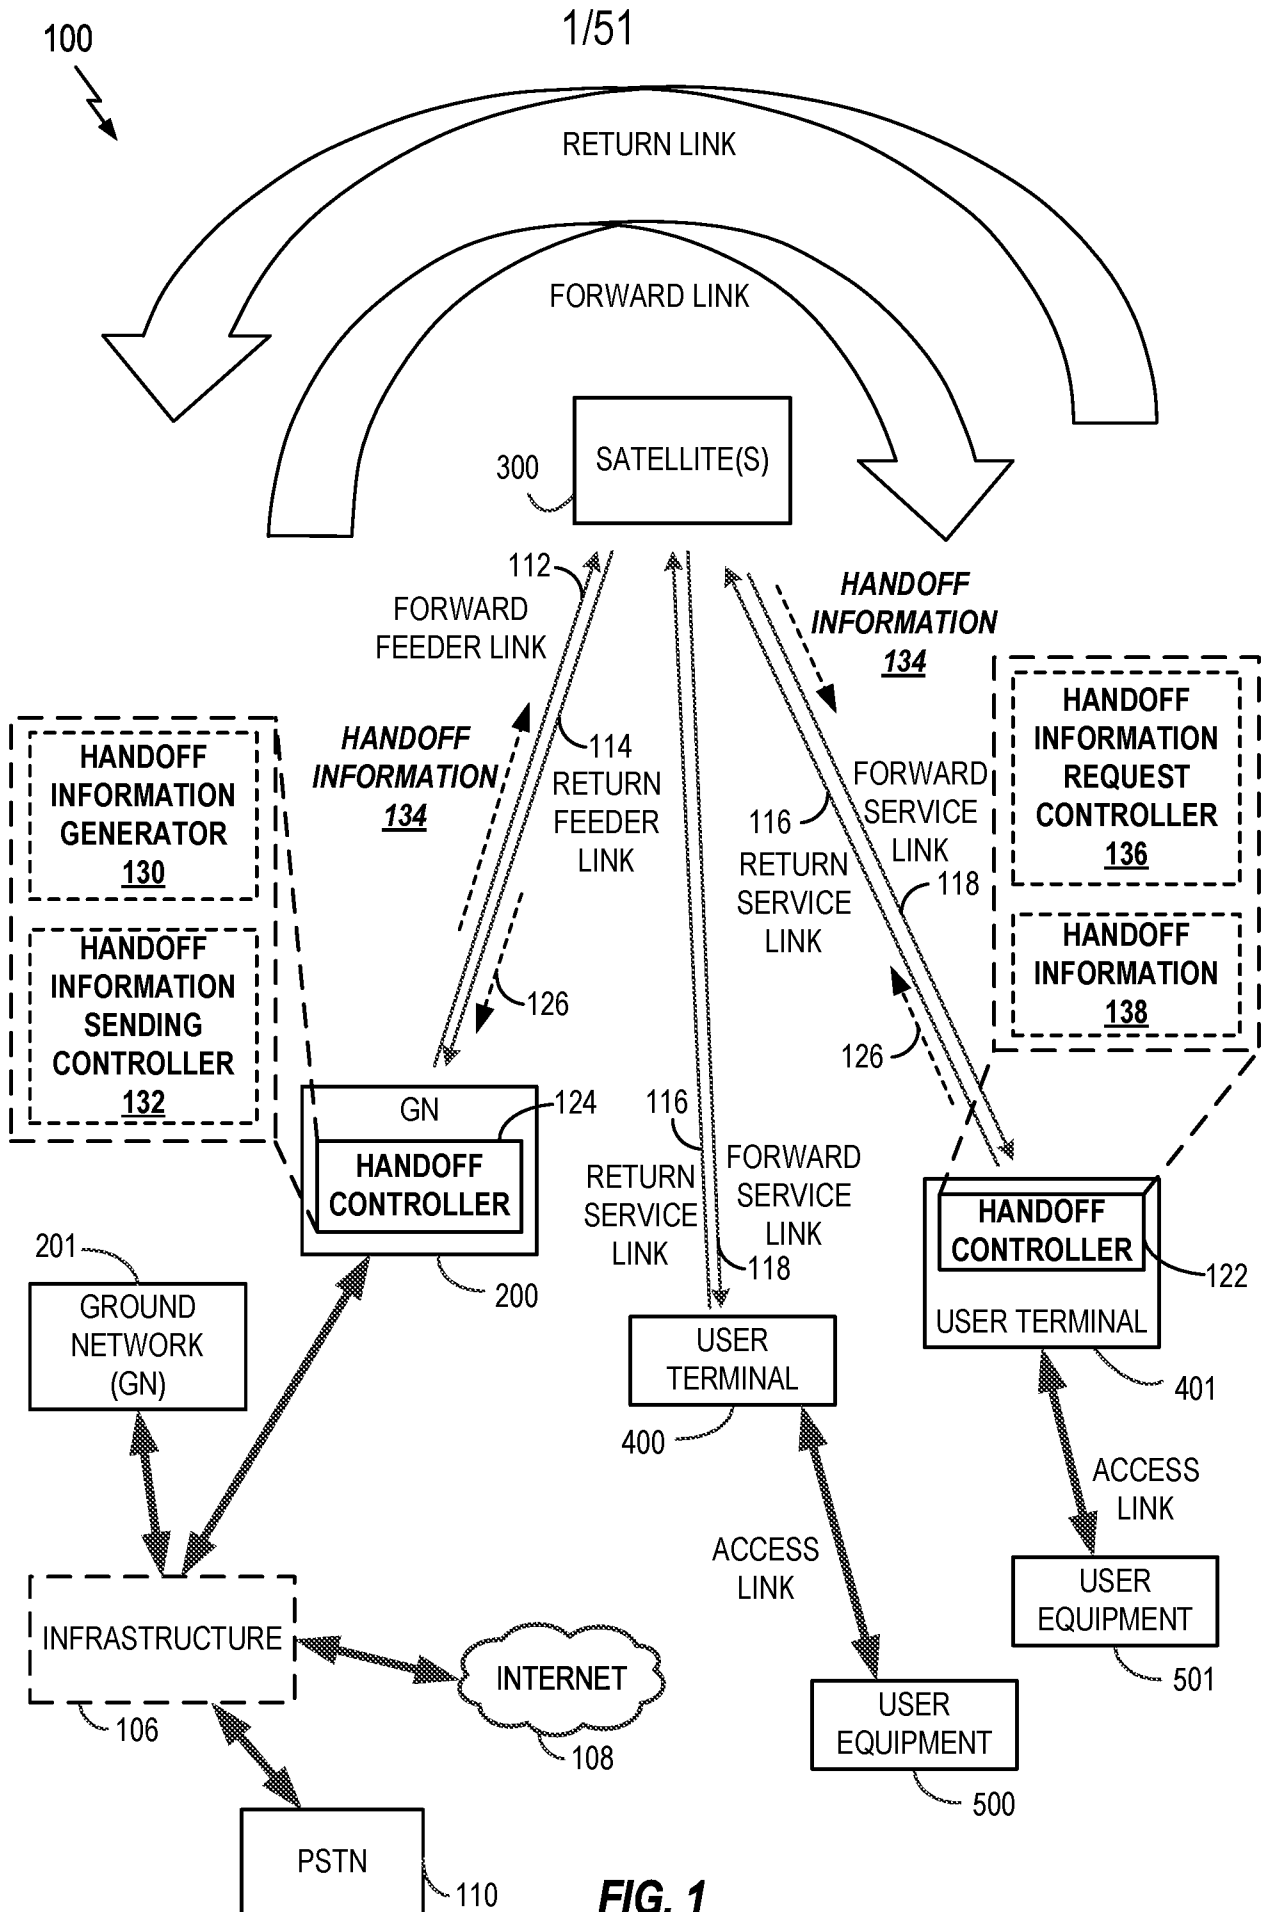 1/51
100
RETURN LINK
FORWARD LINK
SATELLITE(S)
300
112
FORWARD
FEEDER LINK
HANDOFF
INFORMATION
134
HANDOFF
INFORMATION
134
114
RETURN
FEEDER
LINK
126
HANDOFF
INFORMATION
GENERATOR
130
HANDOFF
INFORMATION
SENDING
CONTROLLER
132
HANDOFF
INFORMATION
REQUEST
CONTROLLER
136
HANDOFF
INFORMATION
138
FORWARD
SERVICE
LINK
118
116
RETURN
SERVICE
LINK
126
GN
124
HANDOFF
CONTROLLER
200
116
RETURN
SERVICE
LINK
FORWARD
SERVICE
LINK
118
HANDOFF
CONTROLLER
122
USER TERMINAL
401
201
GROUND
NETWORK
(GN)
USER
TERMINAL
400
ACCESS
LINK
ACCESS
LINK
USER
EQUIPMENT
501
INFRASTRUCTURE
106
INTERNET
108
USER
EQUIPMENT
500
PSTN
110
FIG. 1